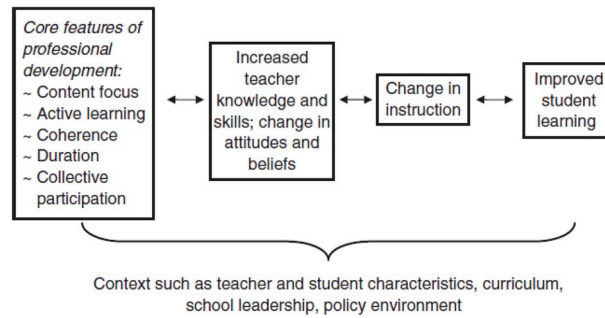 Core features of
professional
development:
~ Content focus
~ Active learning
~ Coherence
~ Duration
~ Collective
participation
Increased
teacher
knowledge and
skills; change in
attitudes and
beliefs
Change in
instruction
Improved
student
learning
Context such as teacher and student characteristics, curriculum,
school leadership, policy environment